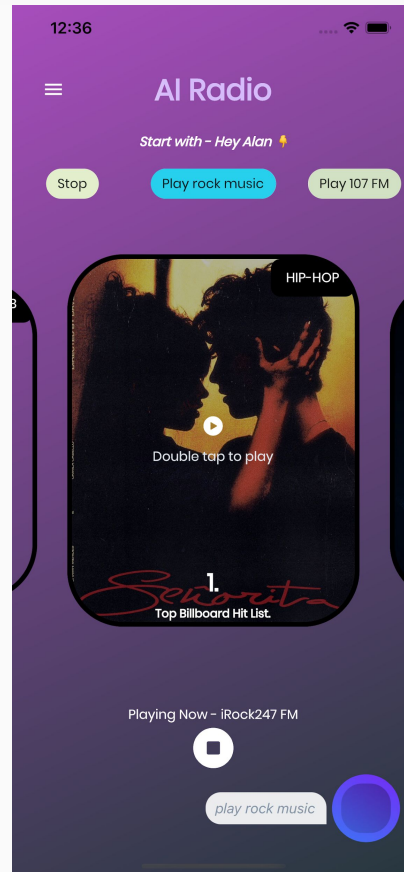 12:36
AI Radio
Start with - Hey Alan 👇
Stop
Play rock music
Play 107 FM
HIP-HOP
Double tap to play
Señorita
1.
Top Billboard Hit List.
Playing Now - iRock247 FM
play rock music